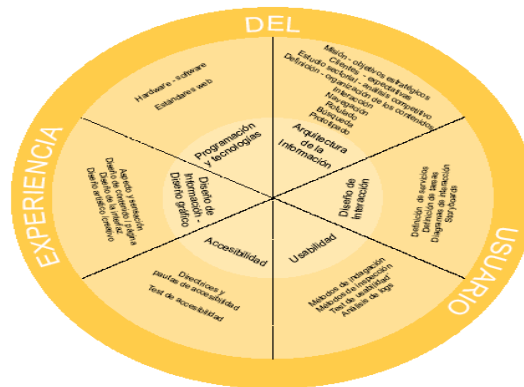 EXPERIENCIA
DEL
USUARIO
Programación
y tecnologías
Hardware - software
Estándares web
Arquitectura
de la
Información
Misión - objetivos estratégicos
Clientes - expectativas
Estudio sectorial - análisis competitivo
Definición - organización de los contenidos
Interacción
Navegación
Rotulado
Búsqueda
Prototipado
Diseño de
Interacción
Definición de servicios
Definición de tareas
Diagramas de interacción
Storyboards
Usabilidad
Métodos de indagación
Métodos de inspección
Test de usabilidad
Análisis de logs
Accesibilidad
Directrices y
pautas de accesibilidad
Test de accesibilidad
Diseño de
Información -
Diseño gráfico
Aspecto y sensación
Diseño de contenido / página
Diseño de la interfaz
Diseño artístico / creativo